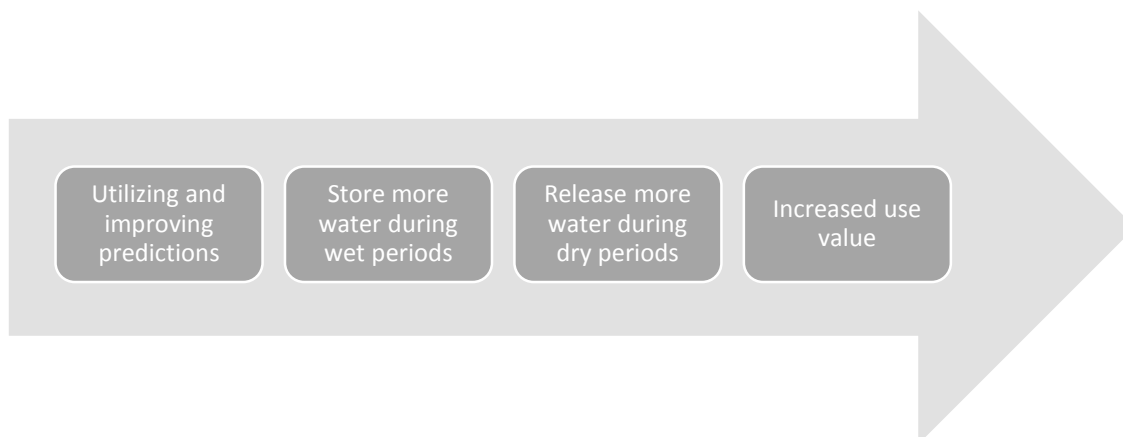 Utilizing and
improving
predictions
Store more
water during
wet periods
Release more
water during
dry periods
Increased use
value